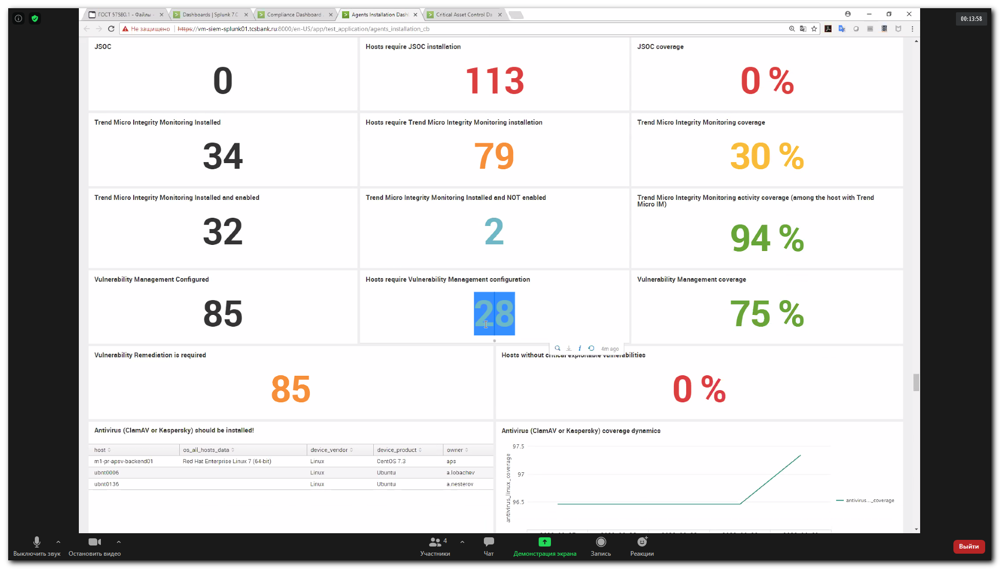 00:13:58
ГОСТ 57580.1 - Файлы -
Dashboards | Splunk 7.0
Compliance Dashboard
Agents Installation Dash
Critical Asset Control Da
Не защищено
https://vm-siem-splunk01.tcsbank.ru:8000/en-US/app/test_application/agents_installation_cb
JSOC
Hosts require JSOC installation
JSOC coverage
0
113
0 %
Trend Micro Integrity Monitoring Installed
Hosts require Trend Micro Integrity Monitoring installation
Trend Micro Integrity Monitoring coverage
34
79
30 %
Trend Micro Integrity Monitoring Installed and enabled
Trend Micro Integrity Monitoring Installed and NOT enabled
Trend Micro Integrity Monitoring activity coverage (among the host with Trend
Micro IM)
32
2
94 %
Vulnerability Management Configured
Hosts require Vulnerability Management configuration
Vulnerability Management coverage
85
28
75 %
4m ago
Vulnerability Remediation is required
Hosts without critical exploitable vulnerabilities
85
0 %
Antivirus (ClamAV or Kaspersky) should be installed!
host os_all_hosts_data device_vendor device_product owner
m1-pr-apsv-backend01 Red Hat Enterprise Linux 7 (64-bit) Linux CentOS 7.3 aps
ubnt0006 Linux Ubuntu a.lobachev
ubnt0136 Linux Ubuntu a.nesterov
Antivirus (ClamAV or Kaspersky) coverage dynamics
antivirus_linux_coverage
97.5
97
96.5
antivirus..._coverage
Выключить звук
Остановить видео
4
Участники
Чат
Демонстрация экрана
Запись
Реакции
Выйти